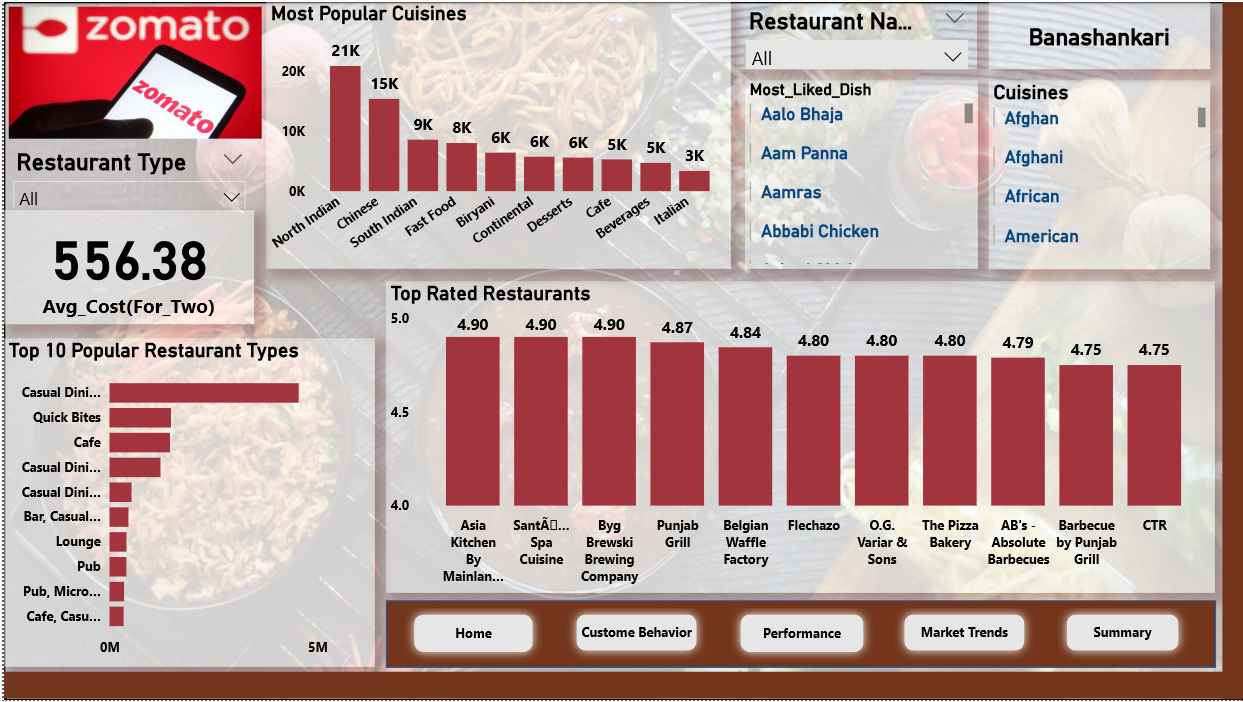 zomato
zomato
Restaurant Type
All
556.38
Avg_Cost(For_Two)
Most Popular Cuisines
20K
10K
0K
21K
15K
9K
8K
6K
6K
6K
5K
5K
3K
North Indian
Chinese
South Indian
Fast Food
Biryani
Continental
Desserts
Cafe
Beverages
Italian
Restaurant Na...
All
Most_Liked_Dish
Aalo Bhaja
Aam Panna
Aamras
Abbabi Chicken
Banashankari
Cuisines
Afghan
Afghani
African
American
Top 10 Popular Restaurant Types
Casual Dini...
Quick Bites
Cafe
Casual Dini...
Casual Dini...
Bar, Casual...
Lounge
Pub
Pub, Micro...
Cafe, Casu...
0M
5M
Top Rated Restaurants
5.0
4.5
4.0
4.90
4.90
4.90
4.87
4.84
4.80
4.80
4.80
4.79
4.75
4.75
Asia
Kitchen
By
Mainlan...
SantÃ...
Spa
Cuisine
Byg
Brewski
Brewing
Company
Punjab
Grill
Belgian
Waffle
Factory
Flechazo
O.G.
Variar &
Sons
The Pizza
Bakery
AB's -
Absolute
Barbecues
Barbecue
by Punjab
Grill
CTR
Home
Custome Behavior
Performance
Market Trends
Summary